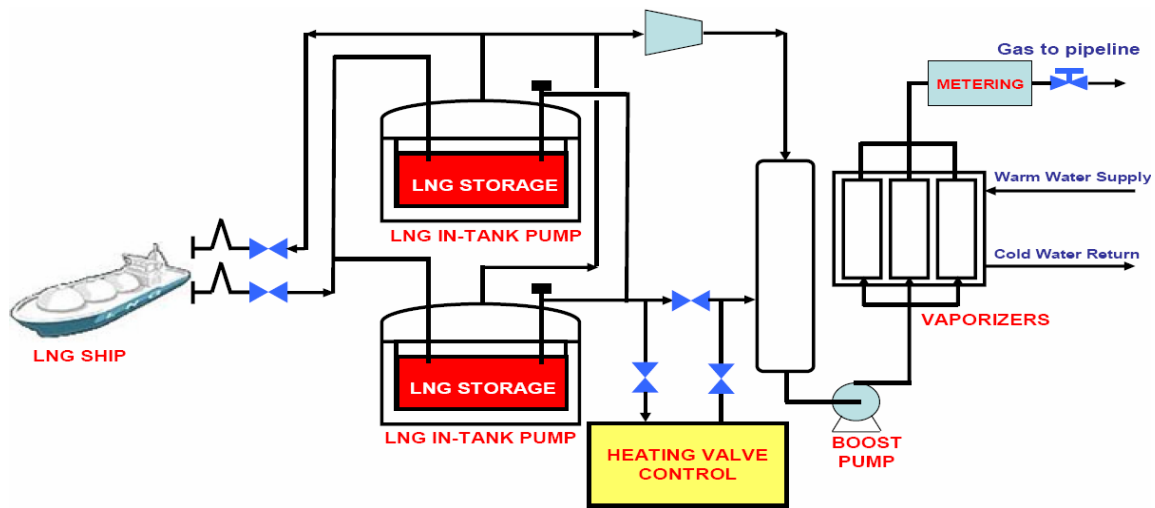 Gas to pipeline
METERING
Warm Water Supply
LNG STORAGE
LNG IN-TANK PUMP
Cold Water Return
VAPORIZERS
LNG SHIP
LNG STORAGE
LNG IN-TANK PUMP
HEATING VALVE
CONTROL
BOOST
PUMP